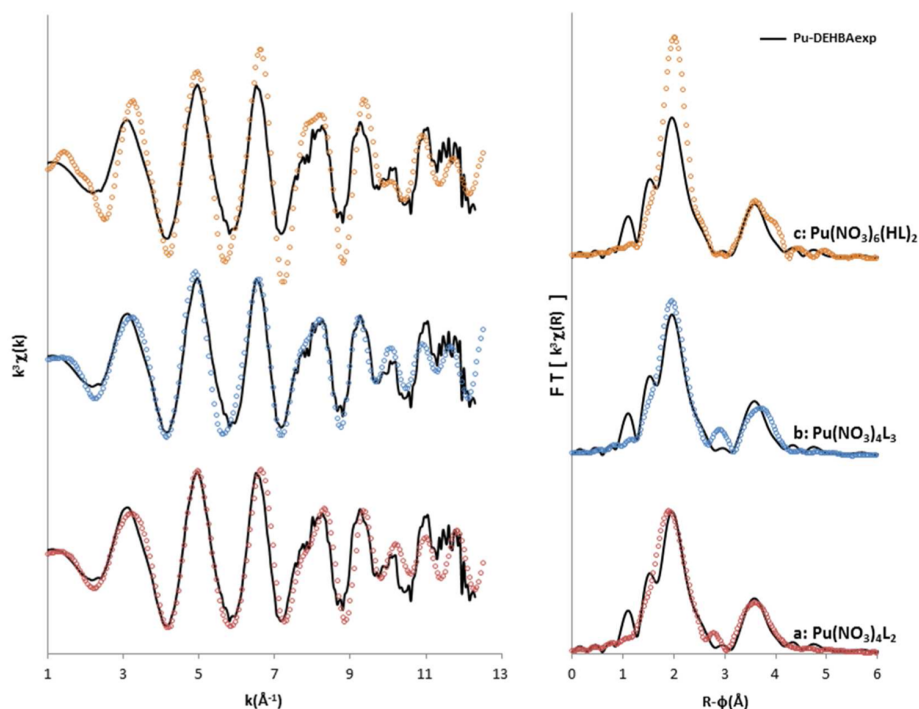 Pu-DEHBAexp
k³χ(k)
F T [ k³χ(R) ]
c: Pu(NO₃)₆(HL)₂
b: Pu(NO₃)₄L₃
a: Pu(NO₃)₄L₂
1 3 5 7 9 11 13
0 1 2 3 4 5 6
k(Å⁻¹)
R-ϕ(Å)